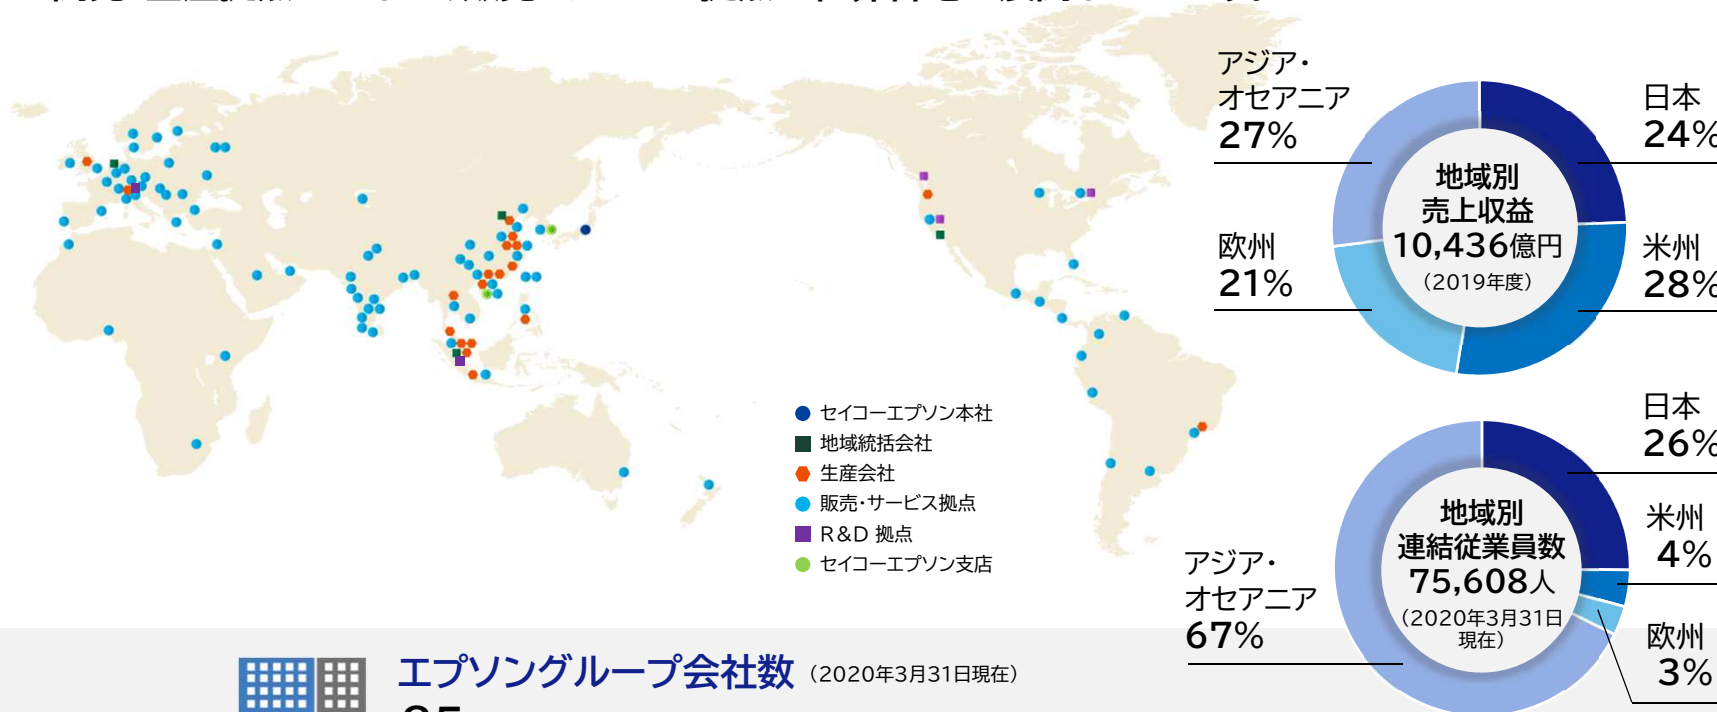 アジア・
オセアニア
27%
日本
24%
地域別
売上収益
10,436億円
(2019年度)
欧州
21%
米州
28%
セイコーエプソン本社
地域統括会社
生産会社
販売・サービス拠点
R&D 拠点
セイコーエプソン支店
日本
26%
地域別
連結従業員数
75,608人
(2020年3月31日
現在)
米州
4%
アジア・
オセアニア
67%
欧州
3%
エプソングループ会社数 (2020年3月31日現在)